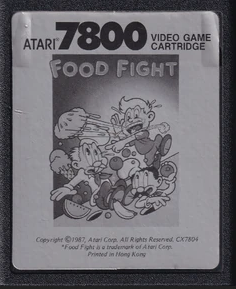 ATARI 7800 VIDEO GAME
CARTRIDGE
FOOD FIGHT
Copyright ©1987, Atari Corp. All Rights Reserved. CX7804
"Food Fight is a trademark of Atari Corp.
Printed in Hong Kong